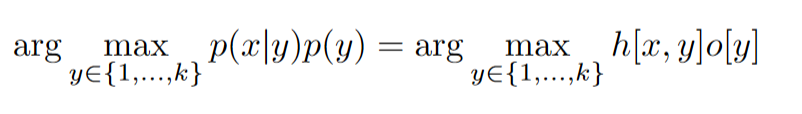 arg max_{y∈{1,...,k}} p(x|y)p(y) = arg max_{y∈{1,...,k}} h[x, y]o[y]